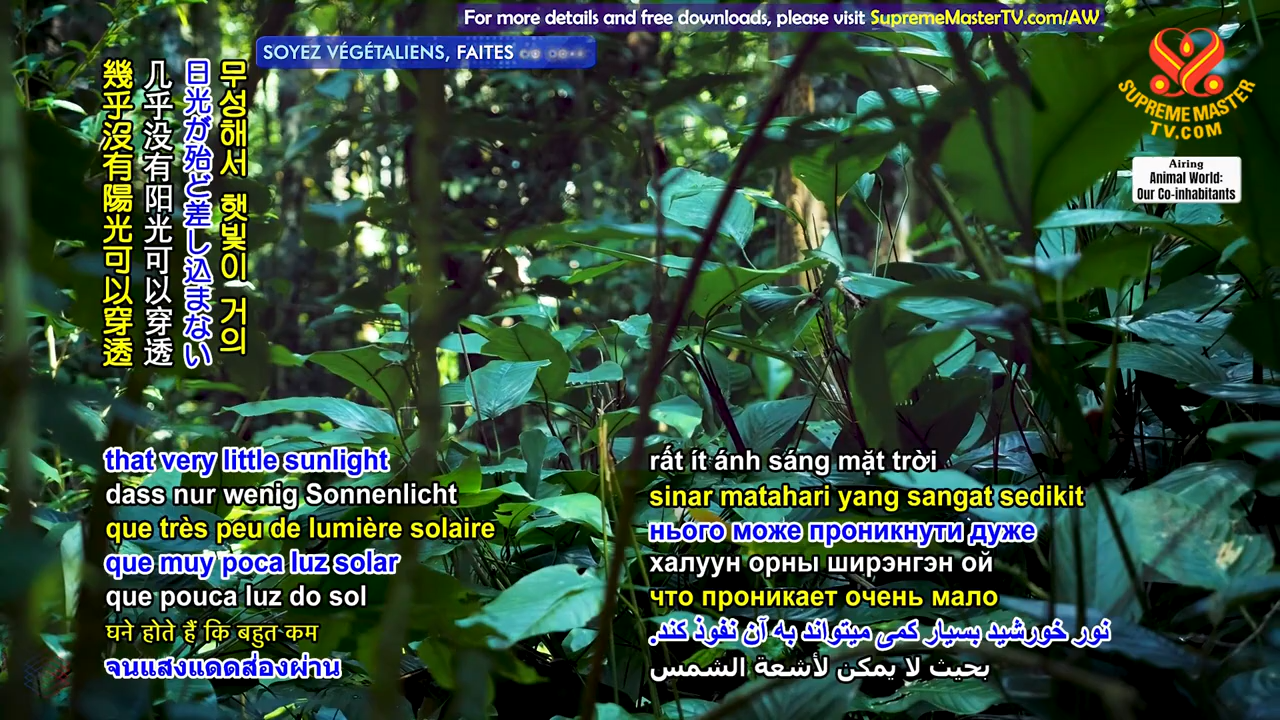 For more details and free downloads, please visit SupremeMasterTV.com/AW
SOYEZ VÉGÉTALIENS, FAITES
SUPREME MASTER
TV.COM
Airing
Animal World:
Our Co-inhabitants
무성해서 햇빛이 거의
日光が殆ど差し込まない
几乎没有阳光可以穿透
幾乎沒有陽光可以穿透
that very little sunlight
dass nur wenig Sonnenlicht
que très peu de lumière solaire
que muy poca luz solar
que pouca luz do sol
घने होते हैं कि बहुत कम
จนแสงแดดส่องผ่าน
rất ít ánh sáng mặt trời
sinar matahari yang sangat sedikit
нього може проникнути дуже
халуун орны ширэнгэн ой
что проникает очень мало
نور خورشید بسیار کمی میتواند به آن نفوذ کند.
بحيث لا يمكن لأشعة الشمس